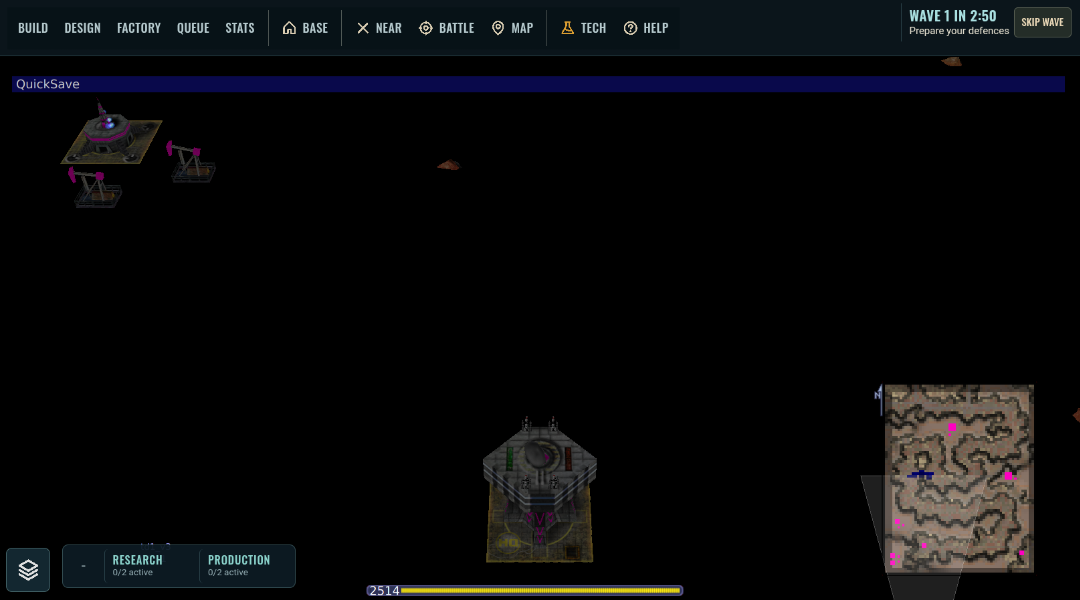 BUILD DESIGN FACTORY QUEUE STATS BASE NEAR BATTLE MAP TECH HELP
WAVE 1 IN 2:50
Prepare your defences
SKIP WAVE
QuickSave
N
-
RESEARCH
0/2 active
PRODUCTION
0/2 active
2514